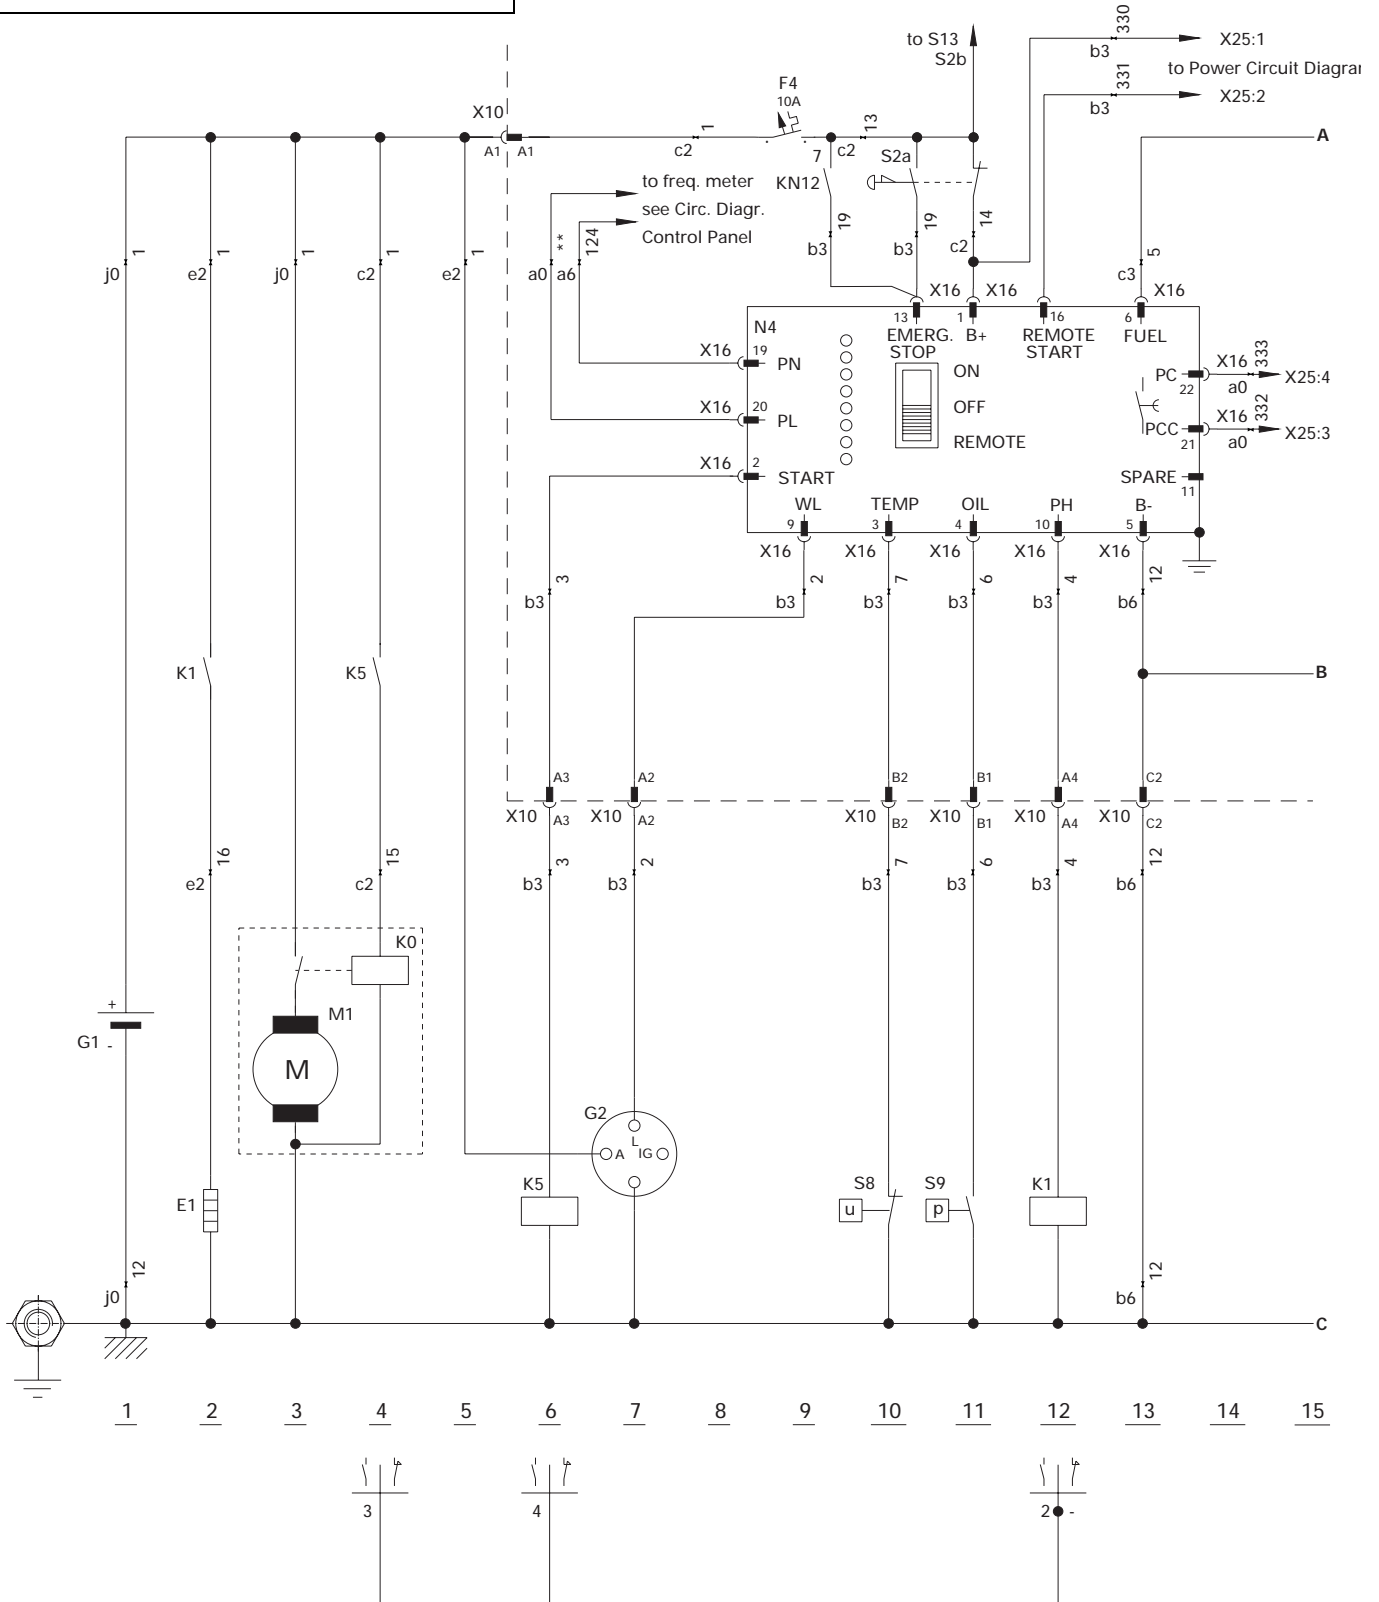 330
to S13
S2b
b3
X25:1
to Power Circuit Diagrar
331
F4
10A
b3
X25:2
X10
A1
A1
1
c2
13
7
c2
S2a
A
KN12
to freq. meter
see Circ. Diagr.
Control Panel
19
19
14
**
124
1
1
1
1
1
b3
b3
c2
5
j0
e2
j0
c2
e2
a0
a6
c3
X16
X16
X16
N4
13
1
16
6
EMERG.
STOP
B+
REMOTE
START
FUEL
X16
19
PN
ON
PC
22
X16
333
a0
X25:4
X16
20
PL
OFF
PCC
21
X16
332
a0
X25:3
REMOTE
X16
2
START
SPARE
11
WL
TEMP
OIL
PH
B-
9
3
4
10
5
X16
X16
X16
X16
X16
3
2
7
6
4
12
b3
b3
b3
b3
b3
b6
K1
K5
B
A3
A2
B2
B1
A4
C2
X10
A3
X10
A2
X10
B2
X10
B1
X10
A4
X10
C2
16
15
3
2
7
6
4
12
e2
c2
b3
b3
b3
b3
b3
b6
K0
+
M1
G1
-
M
G2
L
A
IG
K5
S8
S9
K1
u
p
E1
12
12
j0
b6
C
1
2
3
4
5
6
7
8
9
10
11
12
13
14
15
3
4
2
-